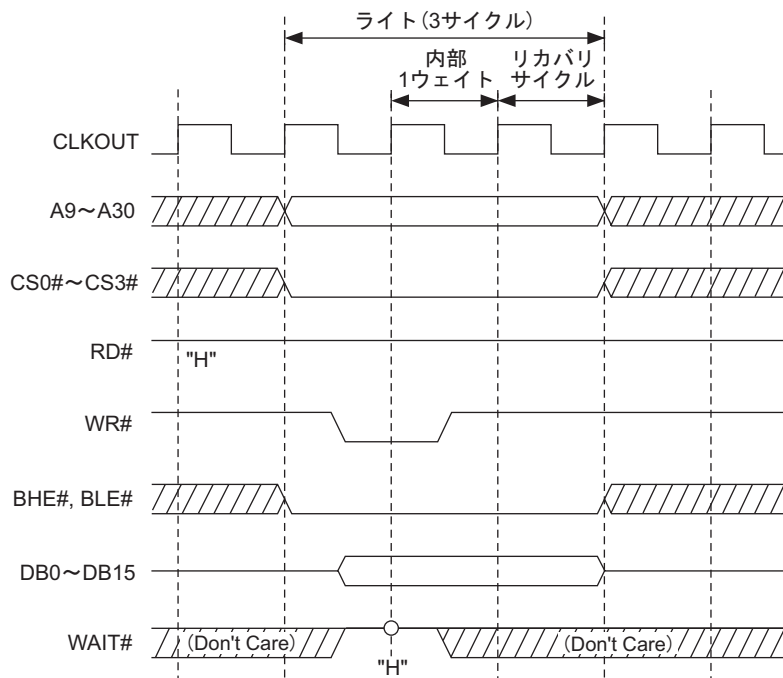 ライト(3サイクル)
内部
1ウェイト
リカバリ
サイクル
CLKOUT
A9～A30
CS0#～CS3#
RD#
"H"
WR#
BHE#, BLE#
DB0～DB15
WAIT#
(Don't Care)
(Don't Care)
"H"